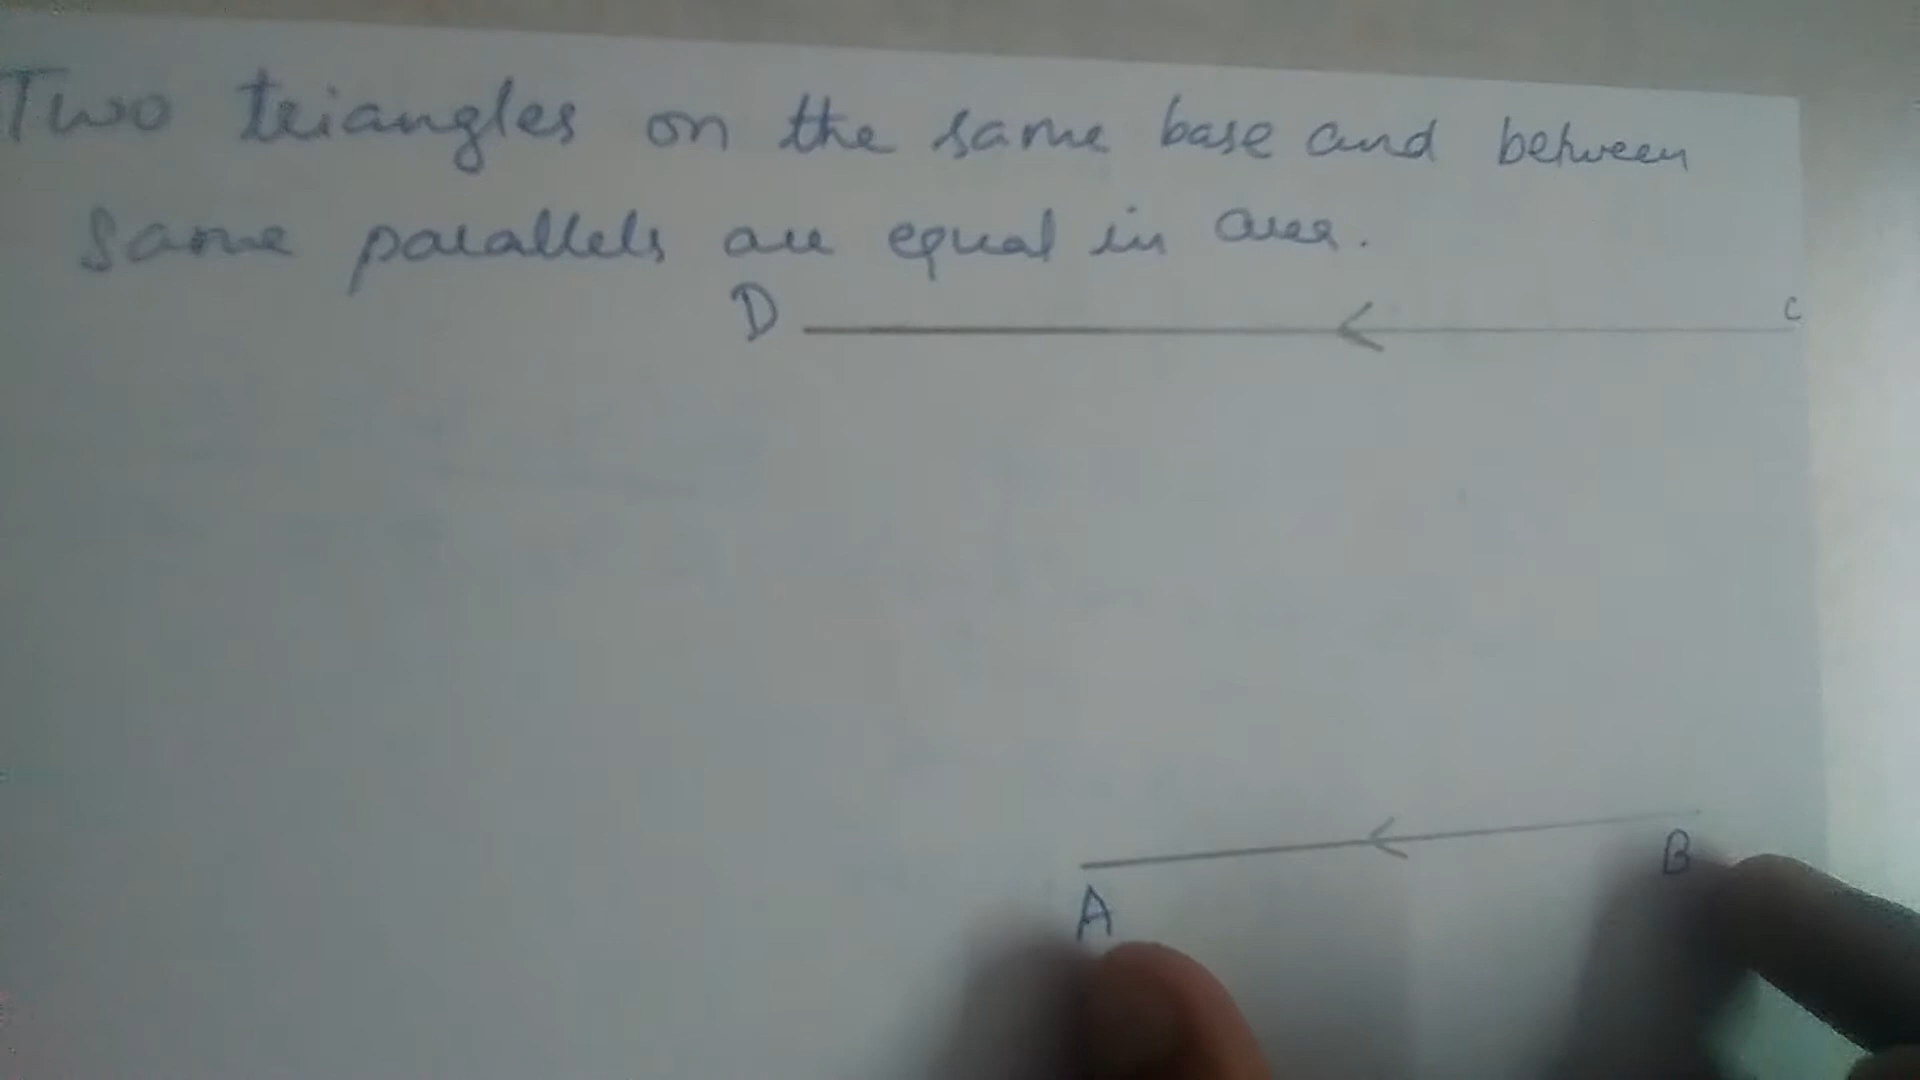 Two triangles on the same base and between
same parallels are equal in area.
D C
B
A